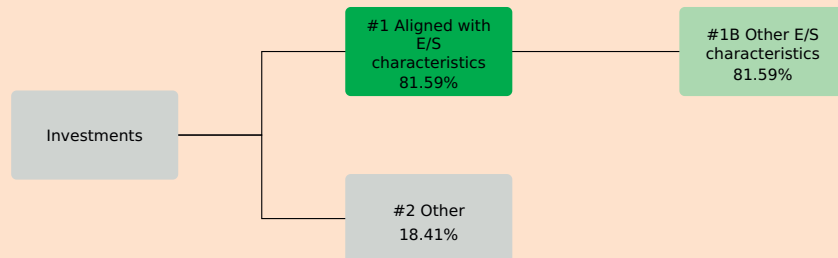 #1 Aligned with
E/S
characteristics
81.59%
#1B Other E/S
characteristics
81.59%
Investments
#2 Other
18.41%